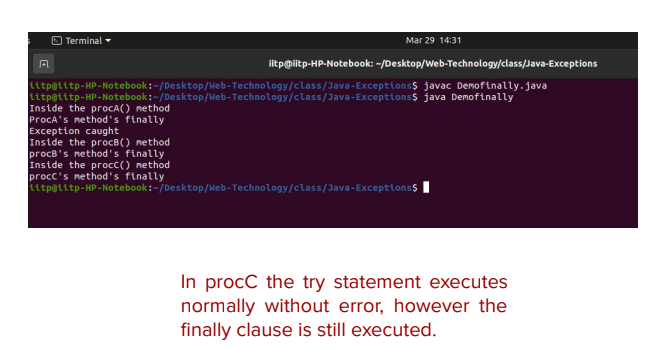 s Terminal Mar 29 14:31
iitp@iitp-HP-Notebook: ~/Desktop/Web-Technology/class/Java-Exceptions
iitp@iitp-HP-Notebook:~/Desktop/Web-Technology/class/Java-Exceptions$ javac Demofinally.java
iitp@iitp-HP-Notebook:~/Desktop/Web-Technology/class/Java-Exceptions$ java Demofinally
Inside the procA() method
ProcA's method's finally
Exception caught
Inside the procB() method
procB's method's finally
Inside the procC() method
procC's method's finally
iitp@iitp-HP-Notebook:~/Desktop/Web-Technology/class/Java-Exceptions$
In procC the try statement executes
normally without error, however the
finally clause is still executed.